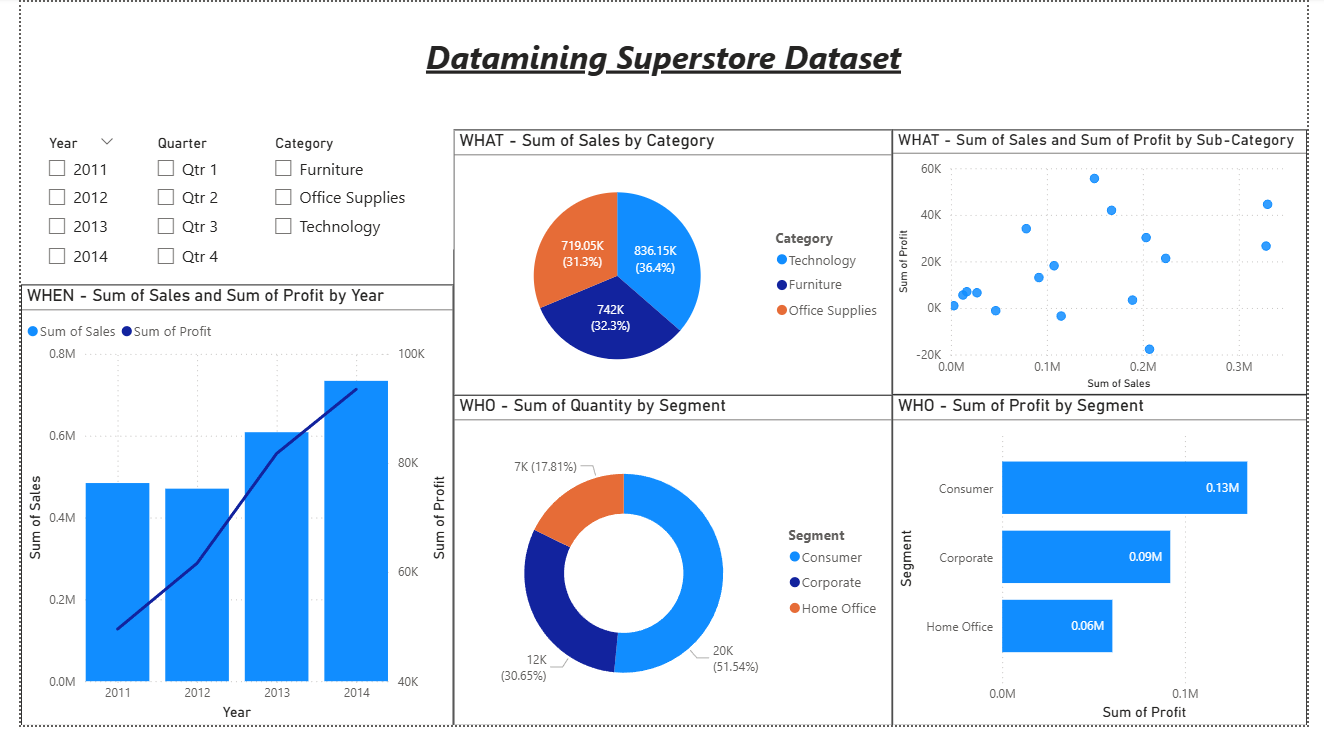 Datamining Superstore Dataset
Year
2011
2012
2013
2014
Quarter
Qtr 1
Qtr 2
Qtr 3
Qtr 4
Category
Furniture
Office Supplies
Technology
WHEN - Sum of Sales and Sum of Profit by Year
Sum of Sales Sum of Profit
0.8M
0.6M
0.4M
0.2M
0.0M
Sum of Sales
100K
80K
60K
40K
Sum of Profit
2011 2012 2013 2014
Year
WHAT - Sum of Sales by Category
719.05K
(31.3%)
836.15K
(36.4%)
742K
(32.3%)
Category
Technology
Furniture
Office Supplies
WHAT - Sum of Sales and Sum of Profit by Sub-Category
60K
40K
20K
0K
-20K
Sum of Profit
0.0M 0.1M 0.2M 0.3M
Sum of Sales
WHO - Sum of Quantity by Segment
7K (17.81%)
12K
(30.65%)
20K
(51.54%)
Segment
Consumer
Corporate
Home Office
WHO - Sum of Profit by Segment
Segment
Consumer 0.13M
Corporate 0.09M
Home Office 0.06M
0.0M 0.1M
Sum of Profit